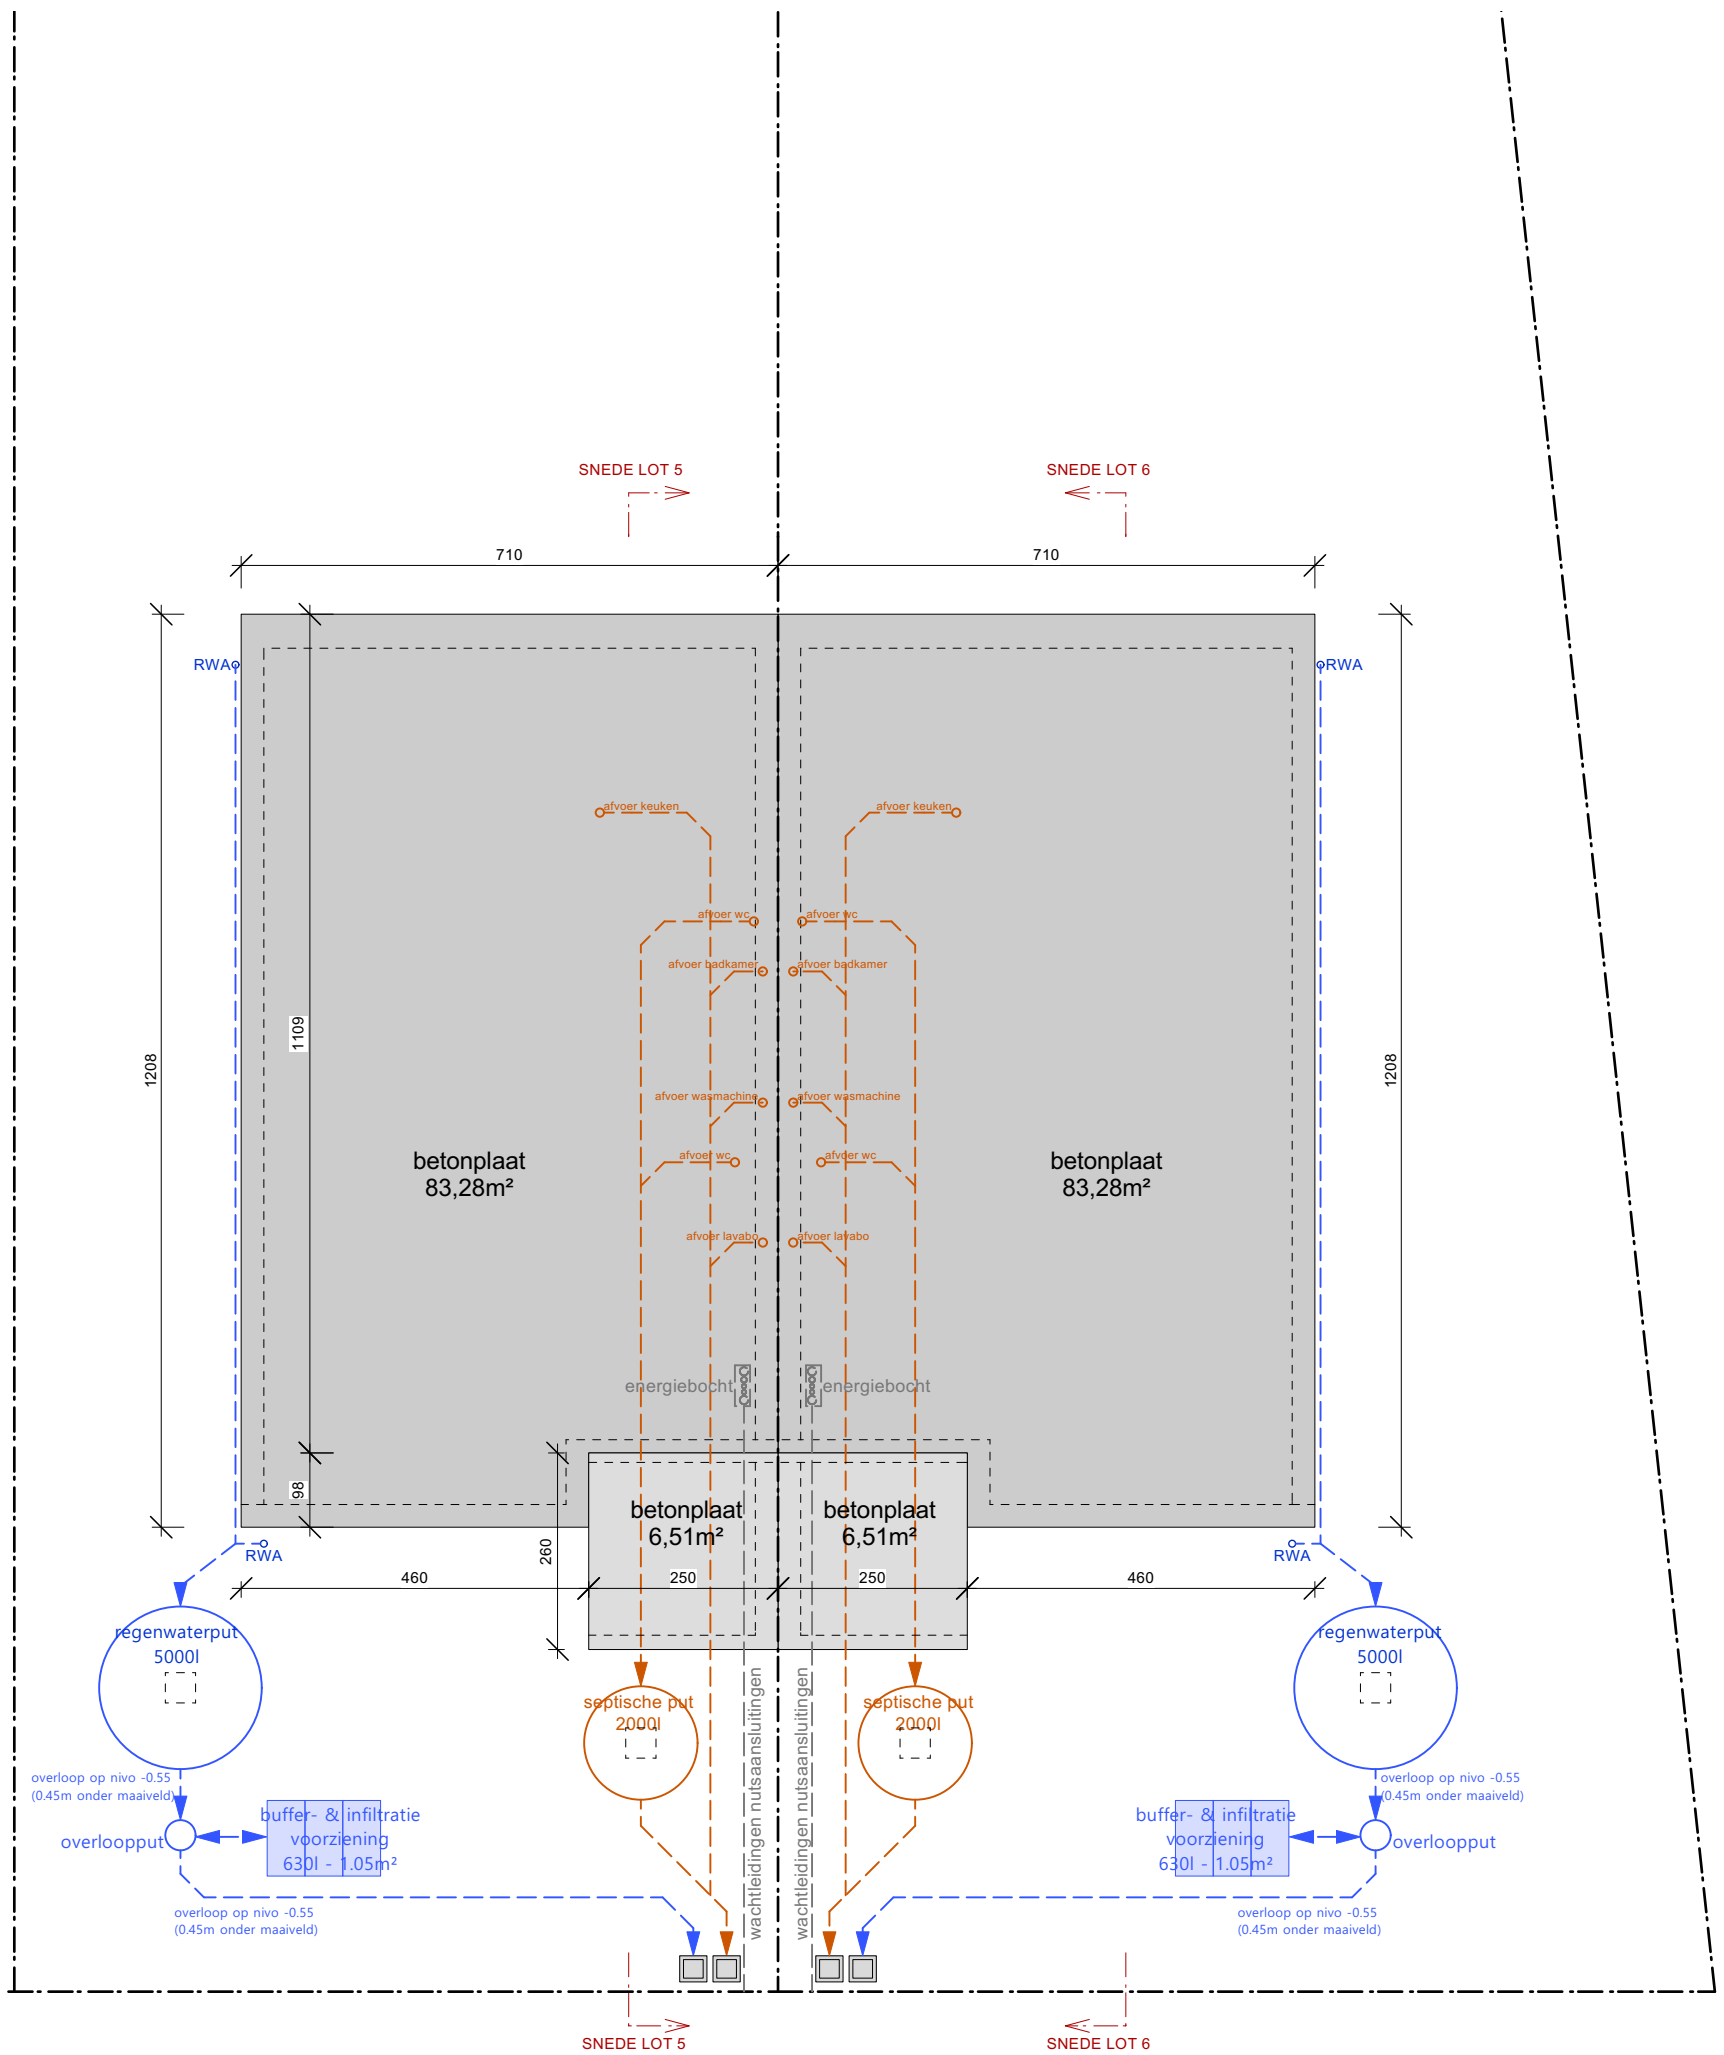 SNEDE LOT 5
SNEDE LOT 6
710
710
RWA
RWA
afvoer keuken
afvoer keuken
afvoer wc
afvoer wc
afvoer badkamer
afvoer badkamer
1109
1208
1208
afvoer wasmachine
afvoer wasmachine
betonplaat
83,28m²
afvoer wc
afvoer wc
betonplaat
83,28m²
afvoer lavabo
afvoer lavabo
energiebocht
energiebocht
98
betonplaat
6,51m²
betonplaat
6,51m²
260
RWA
RWA
460
250
250
460
regenwaterput
5000l
regenwaterput
5000l
septische put
2000l
septische put
2000l
wachtleidingen nutsaansluitingen
wachtleidingen nutsaansluitingen
overloop op nivo -0.55
(0.45m onder maaiveld)
overloop op nivo -0.55
(0.45m onder maaiveld)
overloopput
buffer- & infiltratie
voorziening
630l - 1.05m²
buffer- & infiltratie
voorziening
630l - 1.05m²
overloopput
overloop op nivo -0.55
(0.45m onder maaiveld)
overloop op nivo -0.55
(0.45m onder maaiveld)
SNEDE LOT 5
SNEDE LOT 6